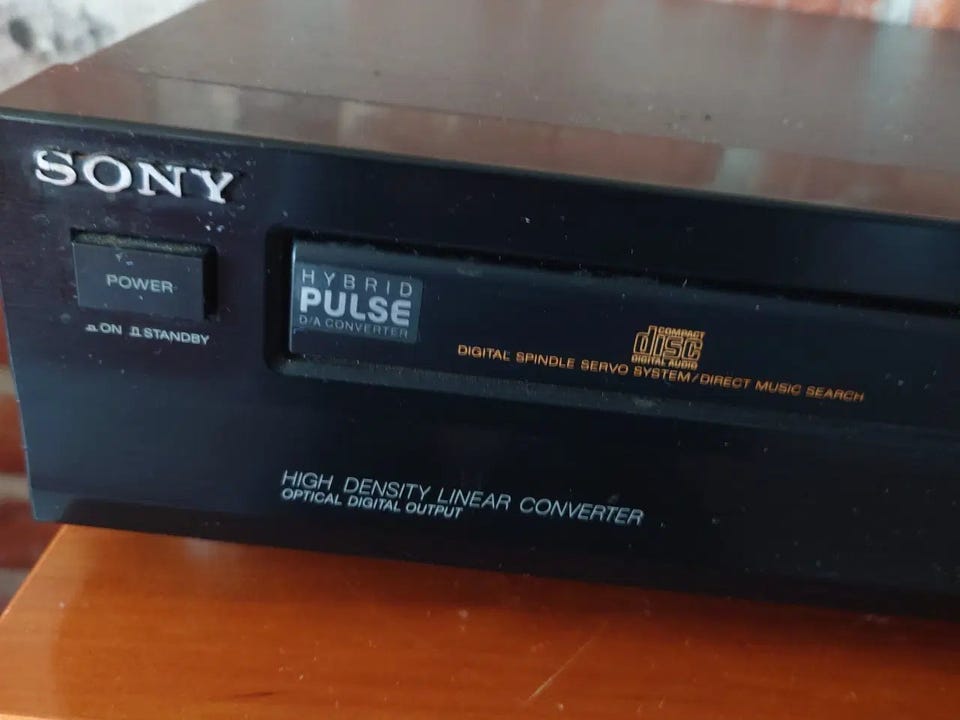 SONY
POWER
ON STANDBY
HYBRID
PULSE
D/A CONVERTER
COMPACT
disc
DIGITAL AUDIO
DIGITAL SPINDLE SERVO SYSTEM/DIRECT MUSIC SEARCH
HIGH DENSITY LINEAR CONVERTER
OPTICAL DIGITAL OUTPUT